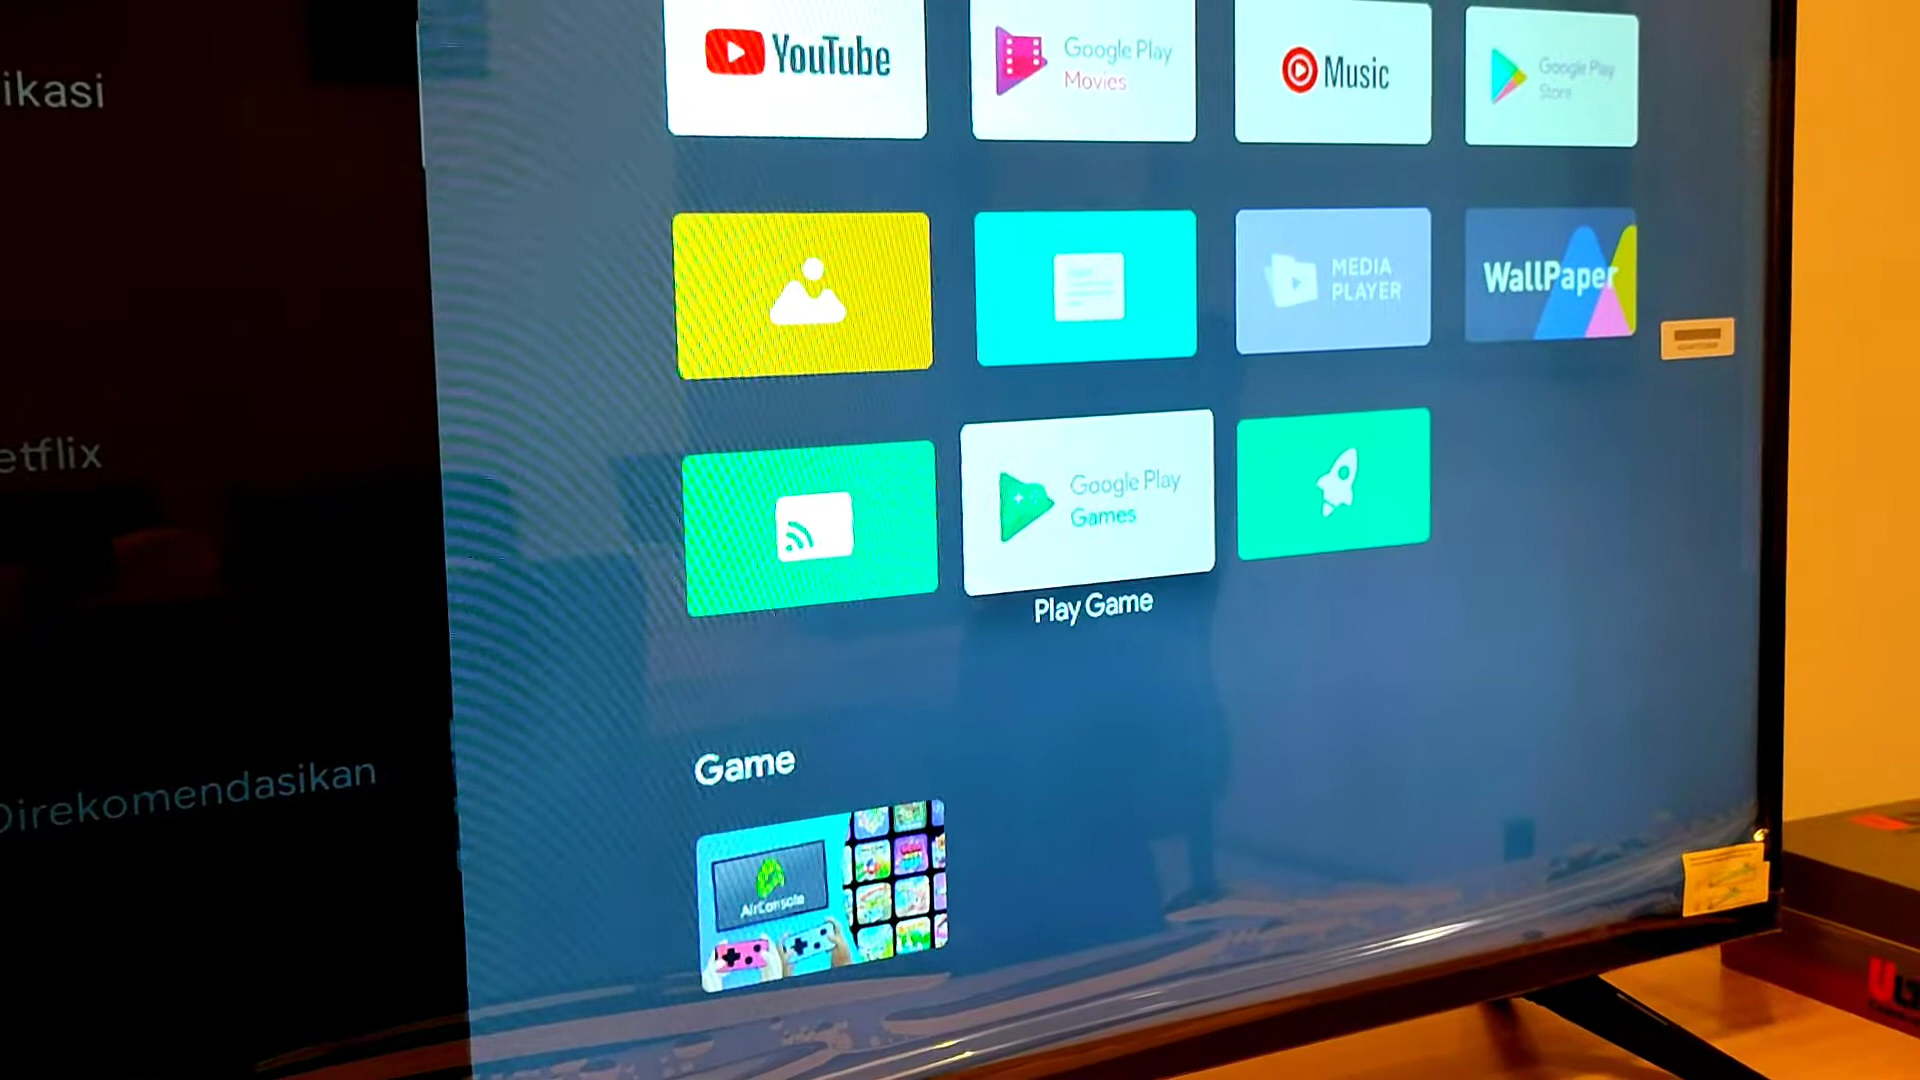 ikasi
YouTube
Google Play
Movies
Music
Google Play
Store
MEDIA
PLAYER
WallPaper
etflix
Google Play
Games
Play Game
Direkomendasikan
Game
AirConsole